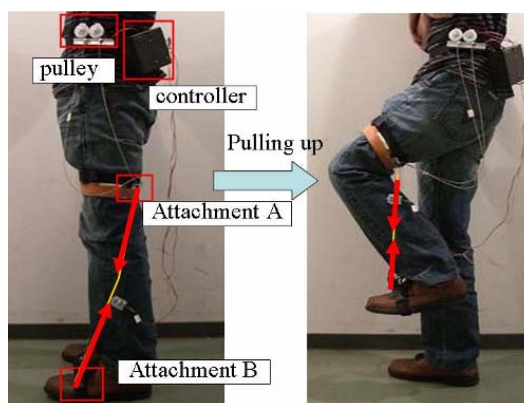 pulley
controller
Pulling up
Attachment A
Attachment B